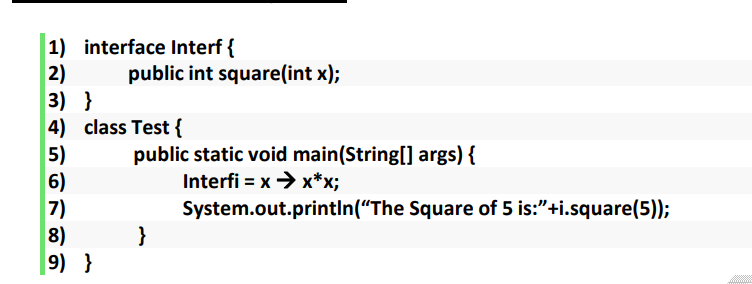 1) interface Interf {
2) public int square(int x);
3) }
4) class Test {
5) public static void main(String[] args) {
6) Interfi = x → x*x;
7) System.out.println(“The Square of 5 is:”+i.square(5));
8) }
9) }